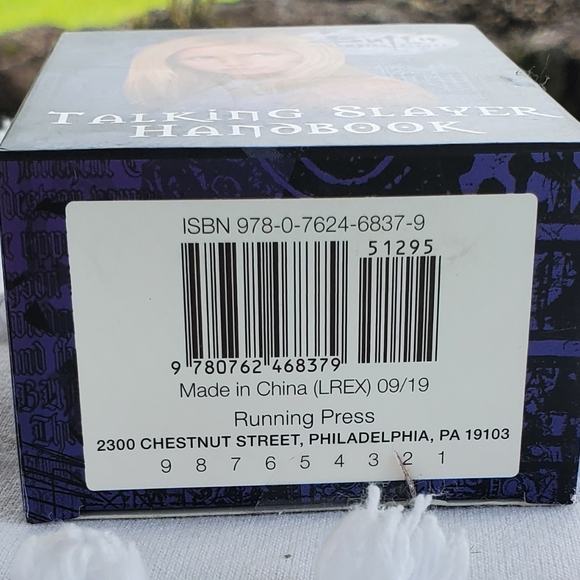 TALKING SLAYER
HANDBOOK
ISBN 978-0-7624-6837-9
51295
9 780762 468379
Made in China (LREX) 09/19
Running Press
2300 CHESTNUT STREET, PHILADELPHIA, PA 19103
9 8 7 6 5 4 3 2 1